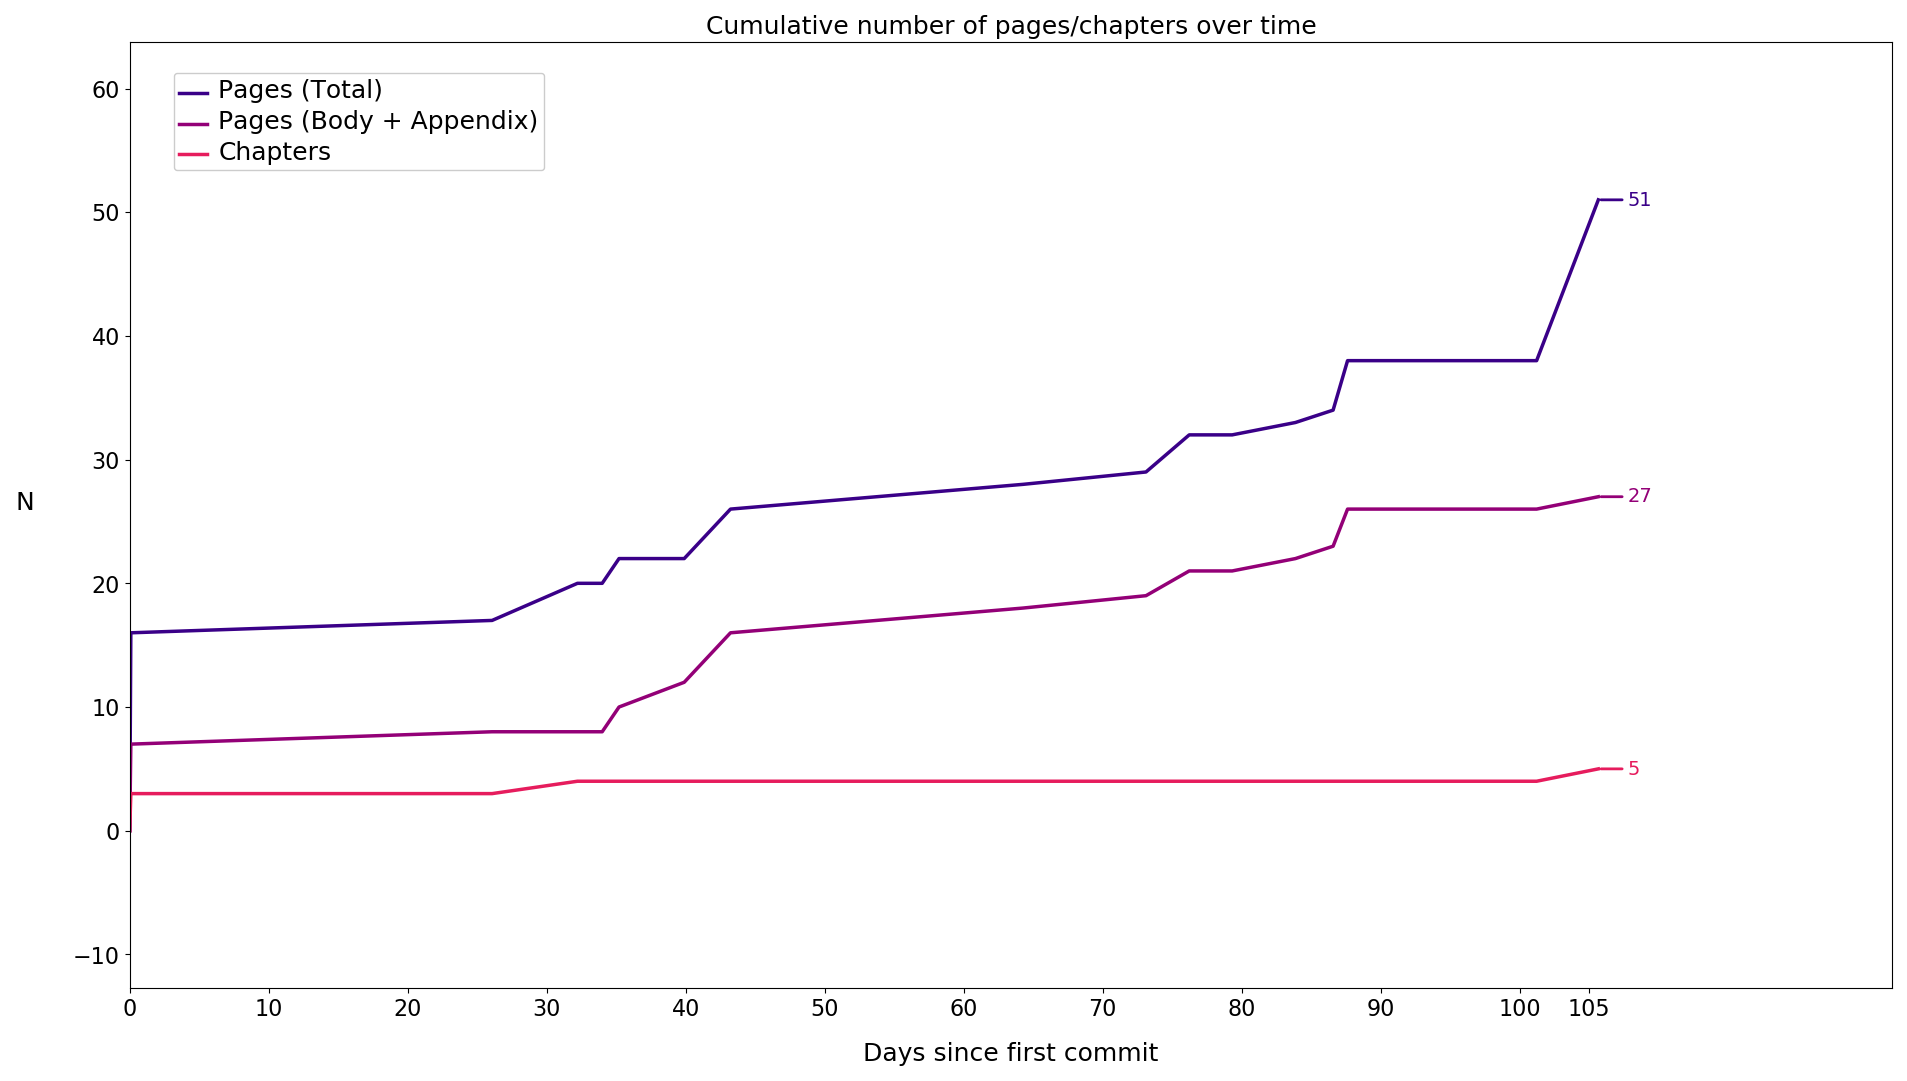 Cumulative number of pages/chapters over time
Pages (Total)
Pages (Body + Appendix)
Chapters
60
50
40
30
20
10
0
−10
N
51
27
5
0 10 20 30 40 50 60 70 80 90 100 105
Days since first commit